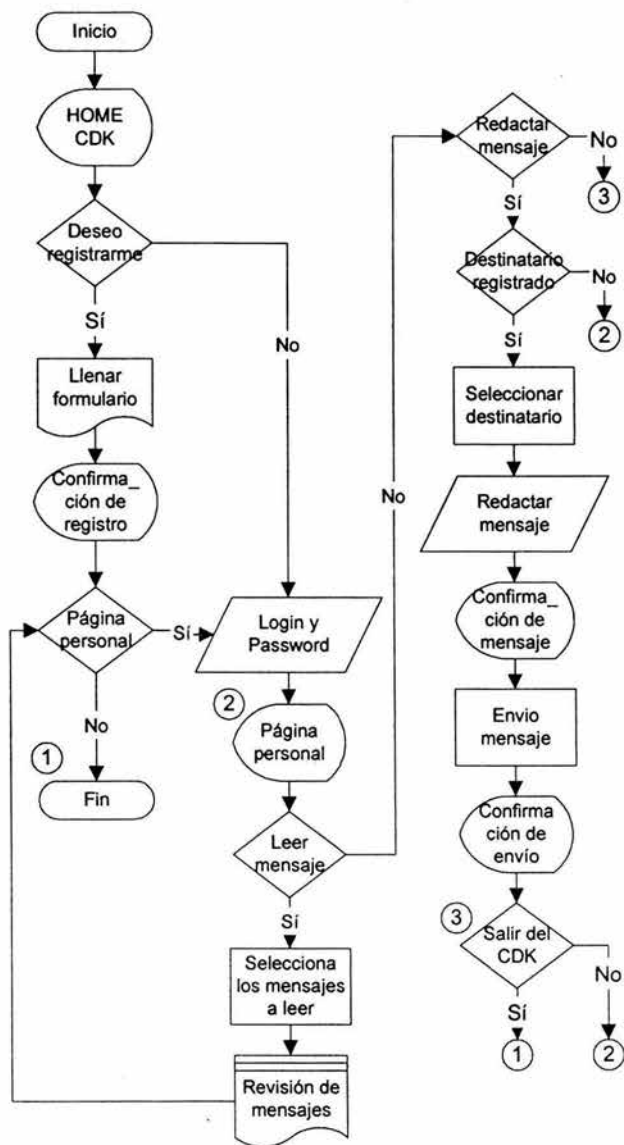 Inicio
HOME
CDK
Deseo
registrarme
Sí
No
Llenar
formulario
Confirma_
ción de
registro
Página
personal
Sí
No
1
Fin
Login y
Password
2
Página
personal
Leer
mensaje
No
Sí
Selecciona
los mensajes
a leer
Revisión de
mensajes
Redactar
mensaje
No
3
Sí
Destinatario
registrado
No
2
Sí
Seleccionar
destinatario
Redactar
mensaje
Confirma_
ción de
mensaje
Envio
mensaje
Confirma
ción de
envío
3
Salir del
CDK
No
Sí
1
2